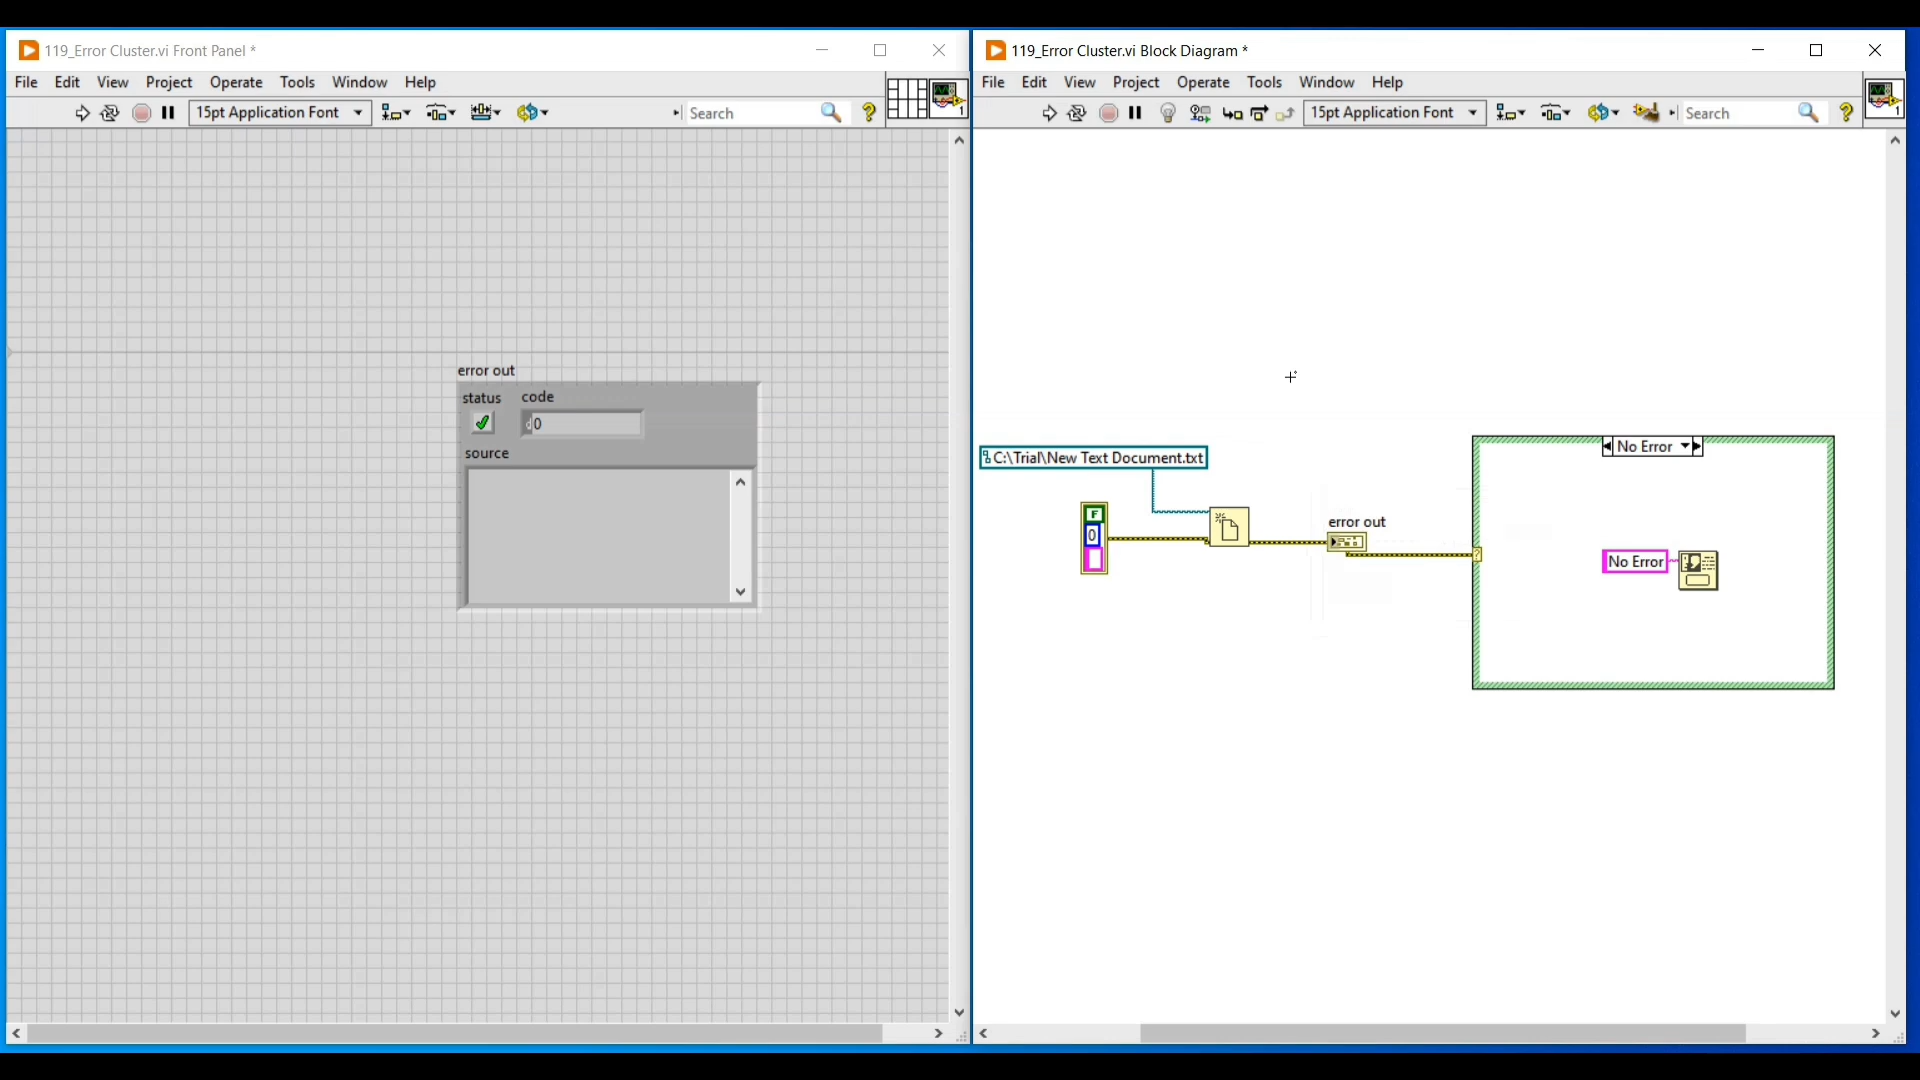 119_Error Cluster.vi Front Panel *
File Edit View Project Operate Tools Window Help
15pt Application Font
Search
1
error out
status code
d 0
source
119_Error Cluster.vi Block Diagram *
File Edit View Project Operate Tools Window Help
15pt Application Font
Search
1
C:\Trial\New Text Document.txt
F
0
error out
No Error
?
No Error